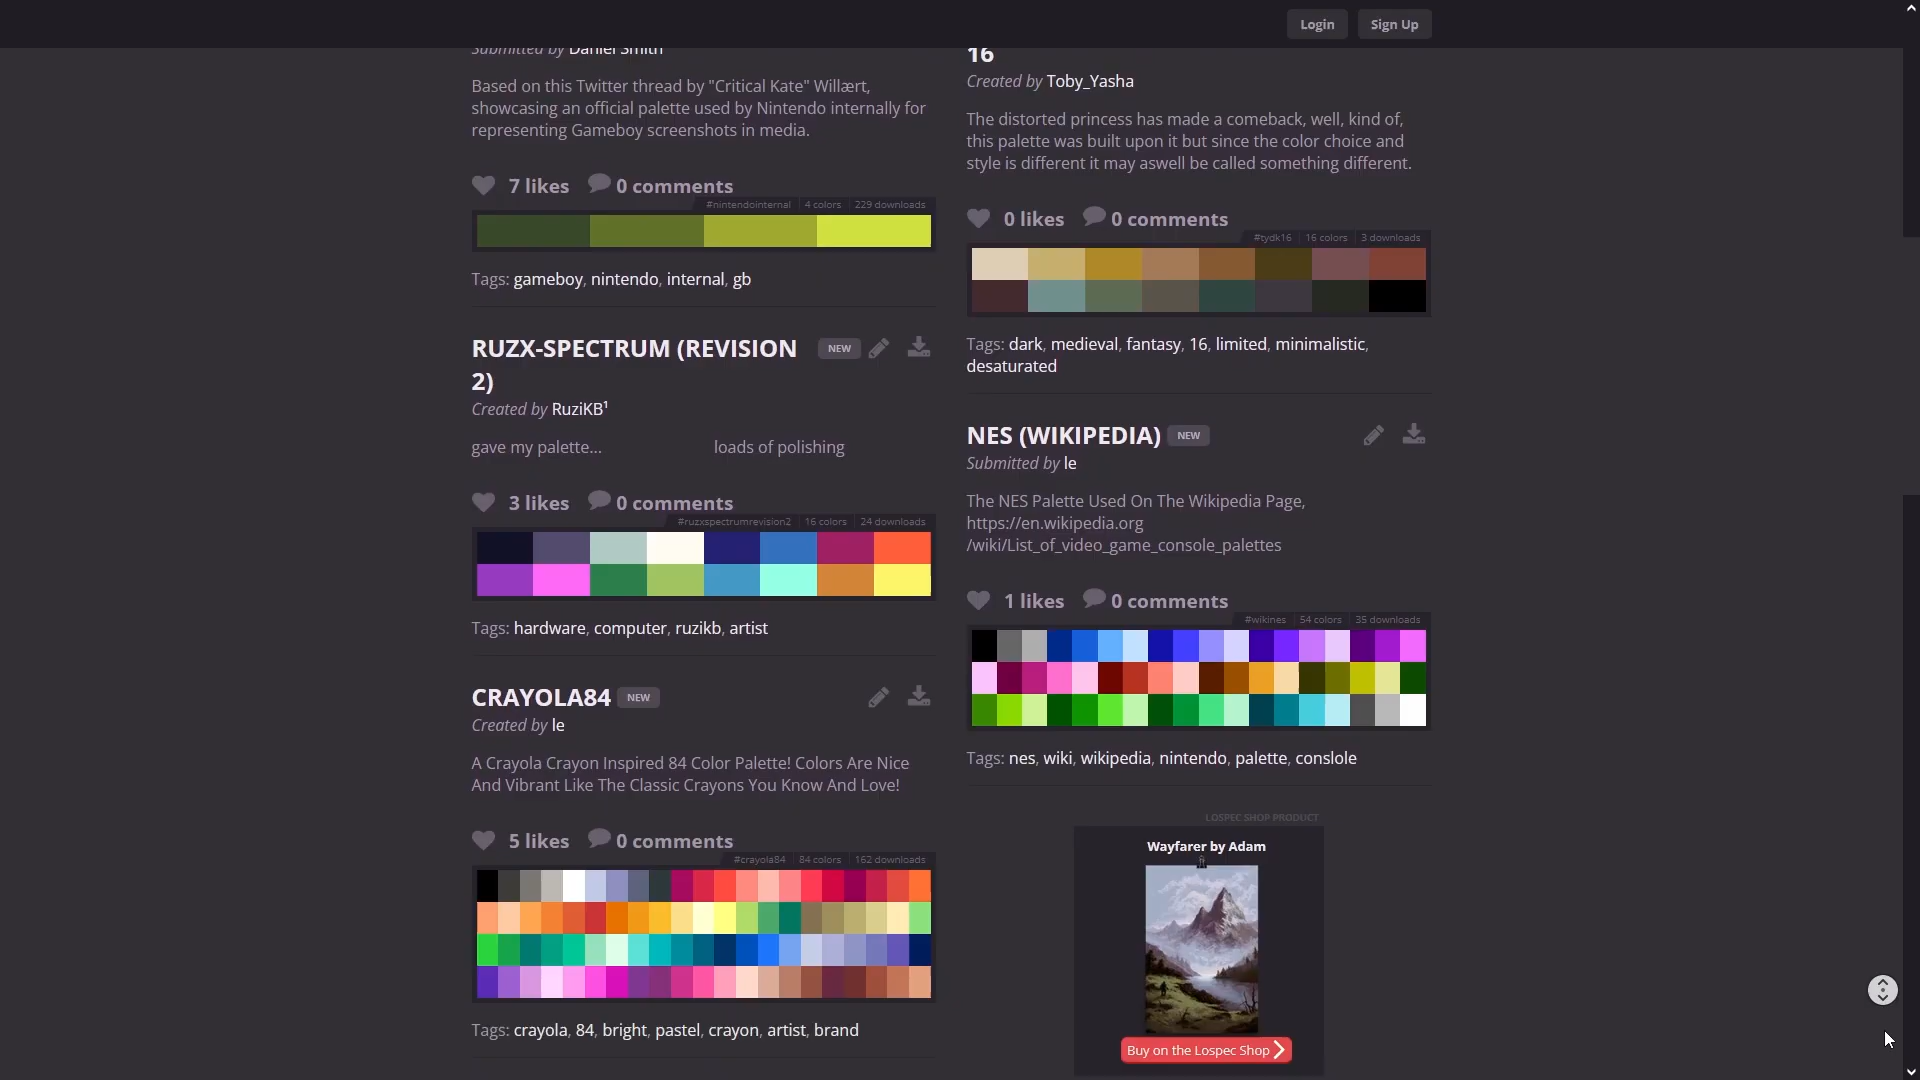 Login
Sign Up
Submitted by Daniel Smith
Based on this Twitter thread by "Critical Kate" Willært,
showcasing an official palette used by Nintendo internally for
representing Gameboy screenshots in media.
7 likes 0 comments
#nintendointernal 4 colors 229 downloads
Tags: gameboy, nintendo, internal, gb
RUZX-SPECTRUM (REVISION
2)
NEW
Created by RuziKB¹
gave my palette... loads of polishing
3 likes 0 comments
#ruzxspectrumrevision2 16 colors 24 downloads
Tags: hardware, computer, ruzikb, artist
CRAYOLA84 NEW
Created by le
A Crayola Crayon Inspired 84 Color Palette! Colors Are Nice
And Vibrant Like The Classic Crayons You Know And Love!
5 likes 0 comments
#crayola84 84 colors 162 downloads
Tags: crayola, 84, bright, pastel, crayon, artist, brand
16
Created by Toby_Yasha
The distorted princess has made a comeback, well, kind of,
this palette was built upon it but since the color choice and
style is different it may aswell be called something different.
0 likes 0 comments
#tydk16 16 colors 3 downloads
Tags: dark, medieval, fantasy, 16, limited, minimalistic,
desaturated
NES (WIKIPEDIA) NEW
Submitted by le
The NES Palette Used On The Wikipedia Page,
https://en.wikipedia.org
/wiki/List_of_video_game_console_palettes
1 likes 0 comments
#wikines 54 colors 35 downloads
Tags: nes, wiki, wikipedia, nintendo, palette, conslole
LOSPEC SHOP PRODUCT
Wayfarer by Adam
Buy on the Lospec Shop